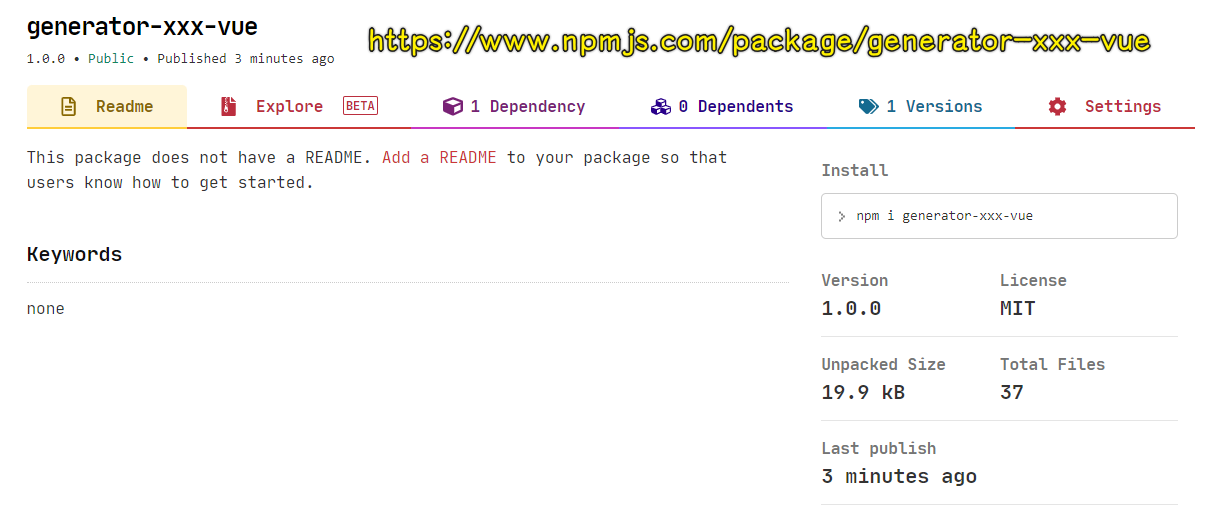 generator-xxx-vue
https://www.npmjs.com/package/generator-xxx-vue
1.0.0 • Public • Published 3 minutes ago
Readme
Explore BETA
1 Dependency
0 Dependents
1 Versions
Settings
This package does not have a README. Add a README to your package so that
users know how to get started.
Keywords
none
Install
> npm i generator-xxx-vue
Version
License
1.0.0
MIT
Unpacked Size
Total Files
19.9 kB
37
Last publish
3 minutes ago